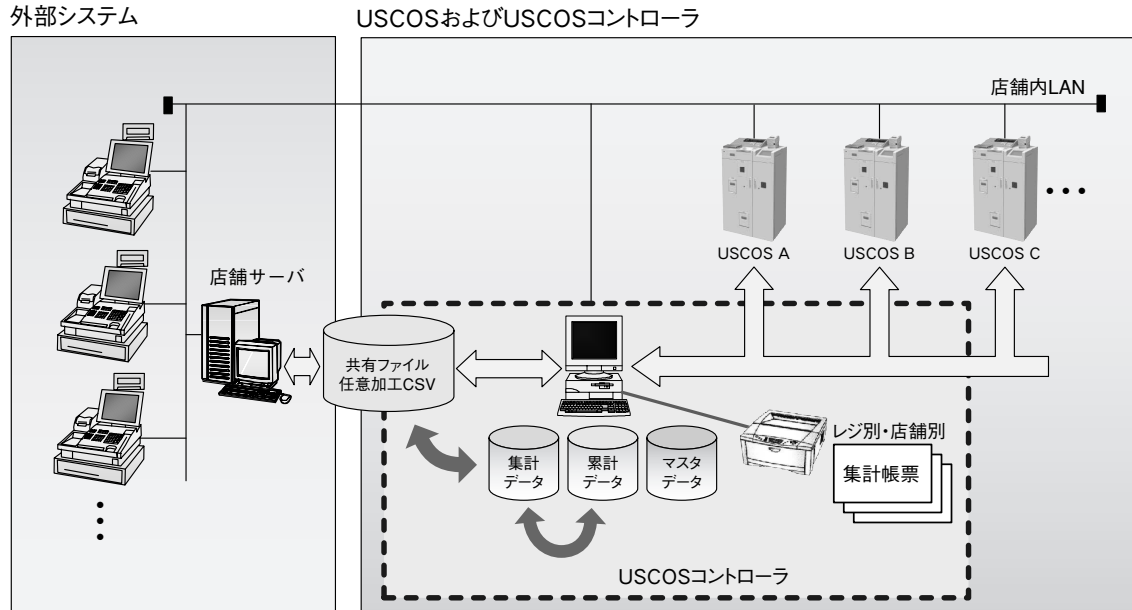 外部システム
USCOSおよびUSCOSコントローラ
店舗内LAN
USCOS A
USCOS B
USCOS C
店舗サーバ
共有ファイル
任意加工CSV
レジ別・店舗別
集計帳票
集計
データ
累計
データ
マスタ
データ
USCOSコントローラ